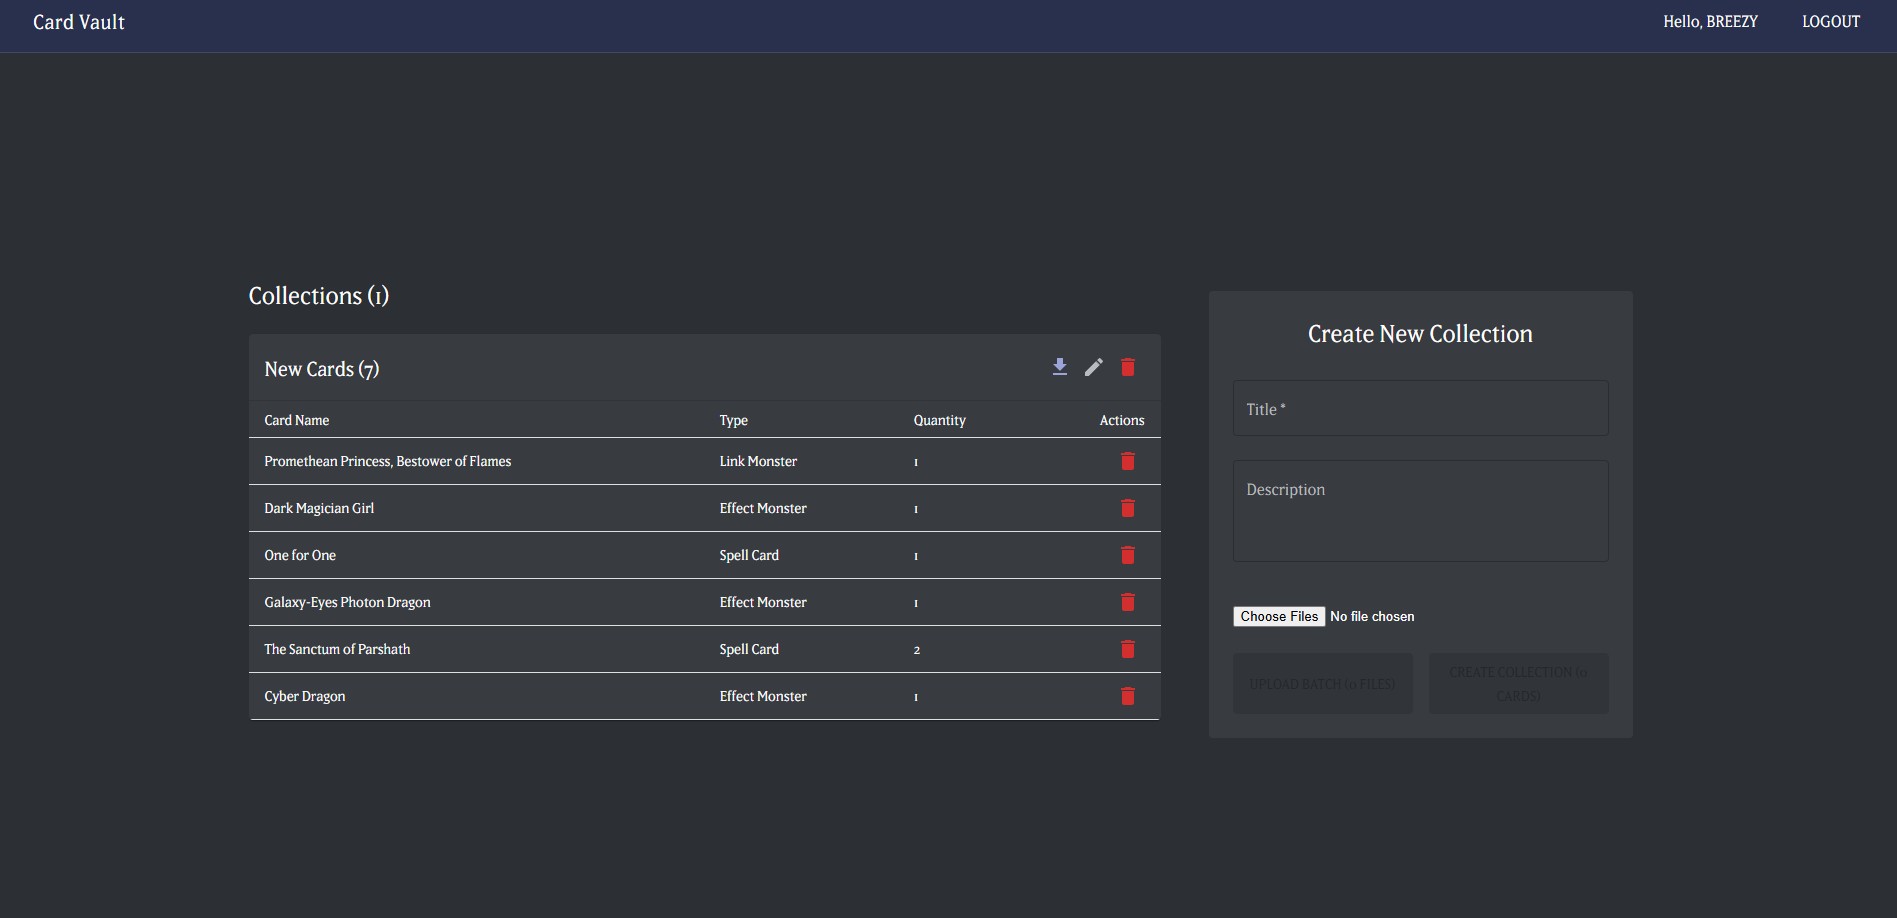 Card Vault
Hello, BREEZY
LOGOUT
Collections (1)
New Cards (7)
Card Name Type Quantity Actions
Promethean Princess, Bestower of Flames Link Monster 1
Dark Magician Girl Effect Monster 1
One for One Spell Card 1
Galaxy-Eyes Photon Dragon Effect Monster 1
The Sanctum of Parshath Spell Card 2
Cyber Dragon Effect Monster 1
Create New Collection
Title *
Description
Choose Files No file chosen
UPLOAD BATCH (0 FILES)
CREATE COLLECTION (0
CARDS)